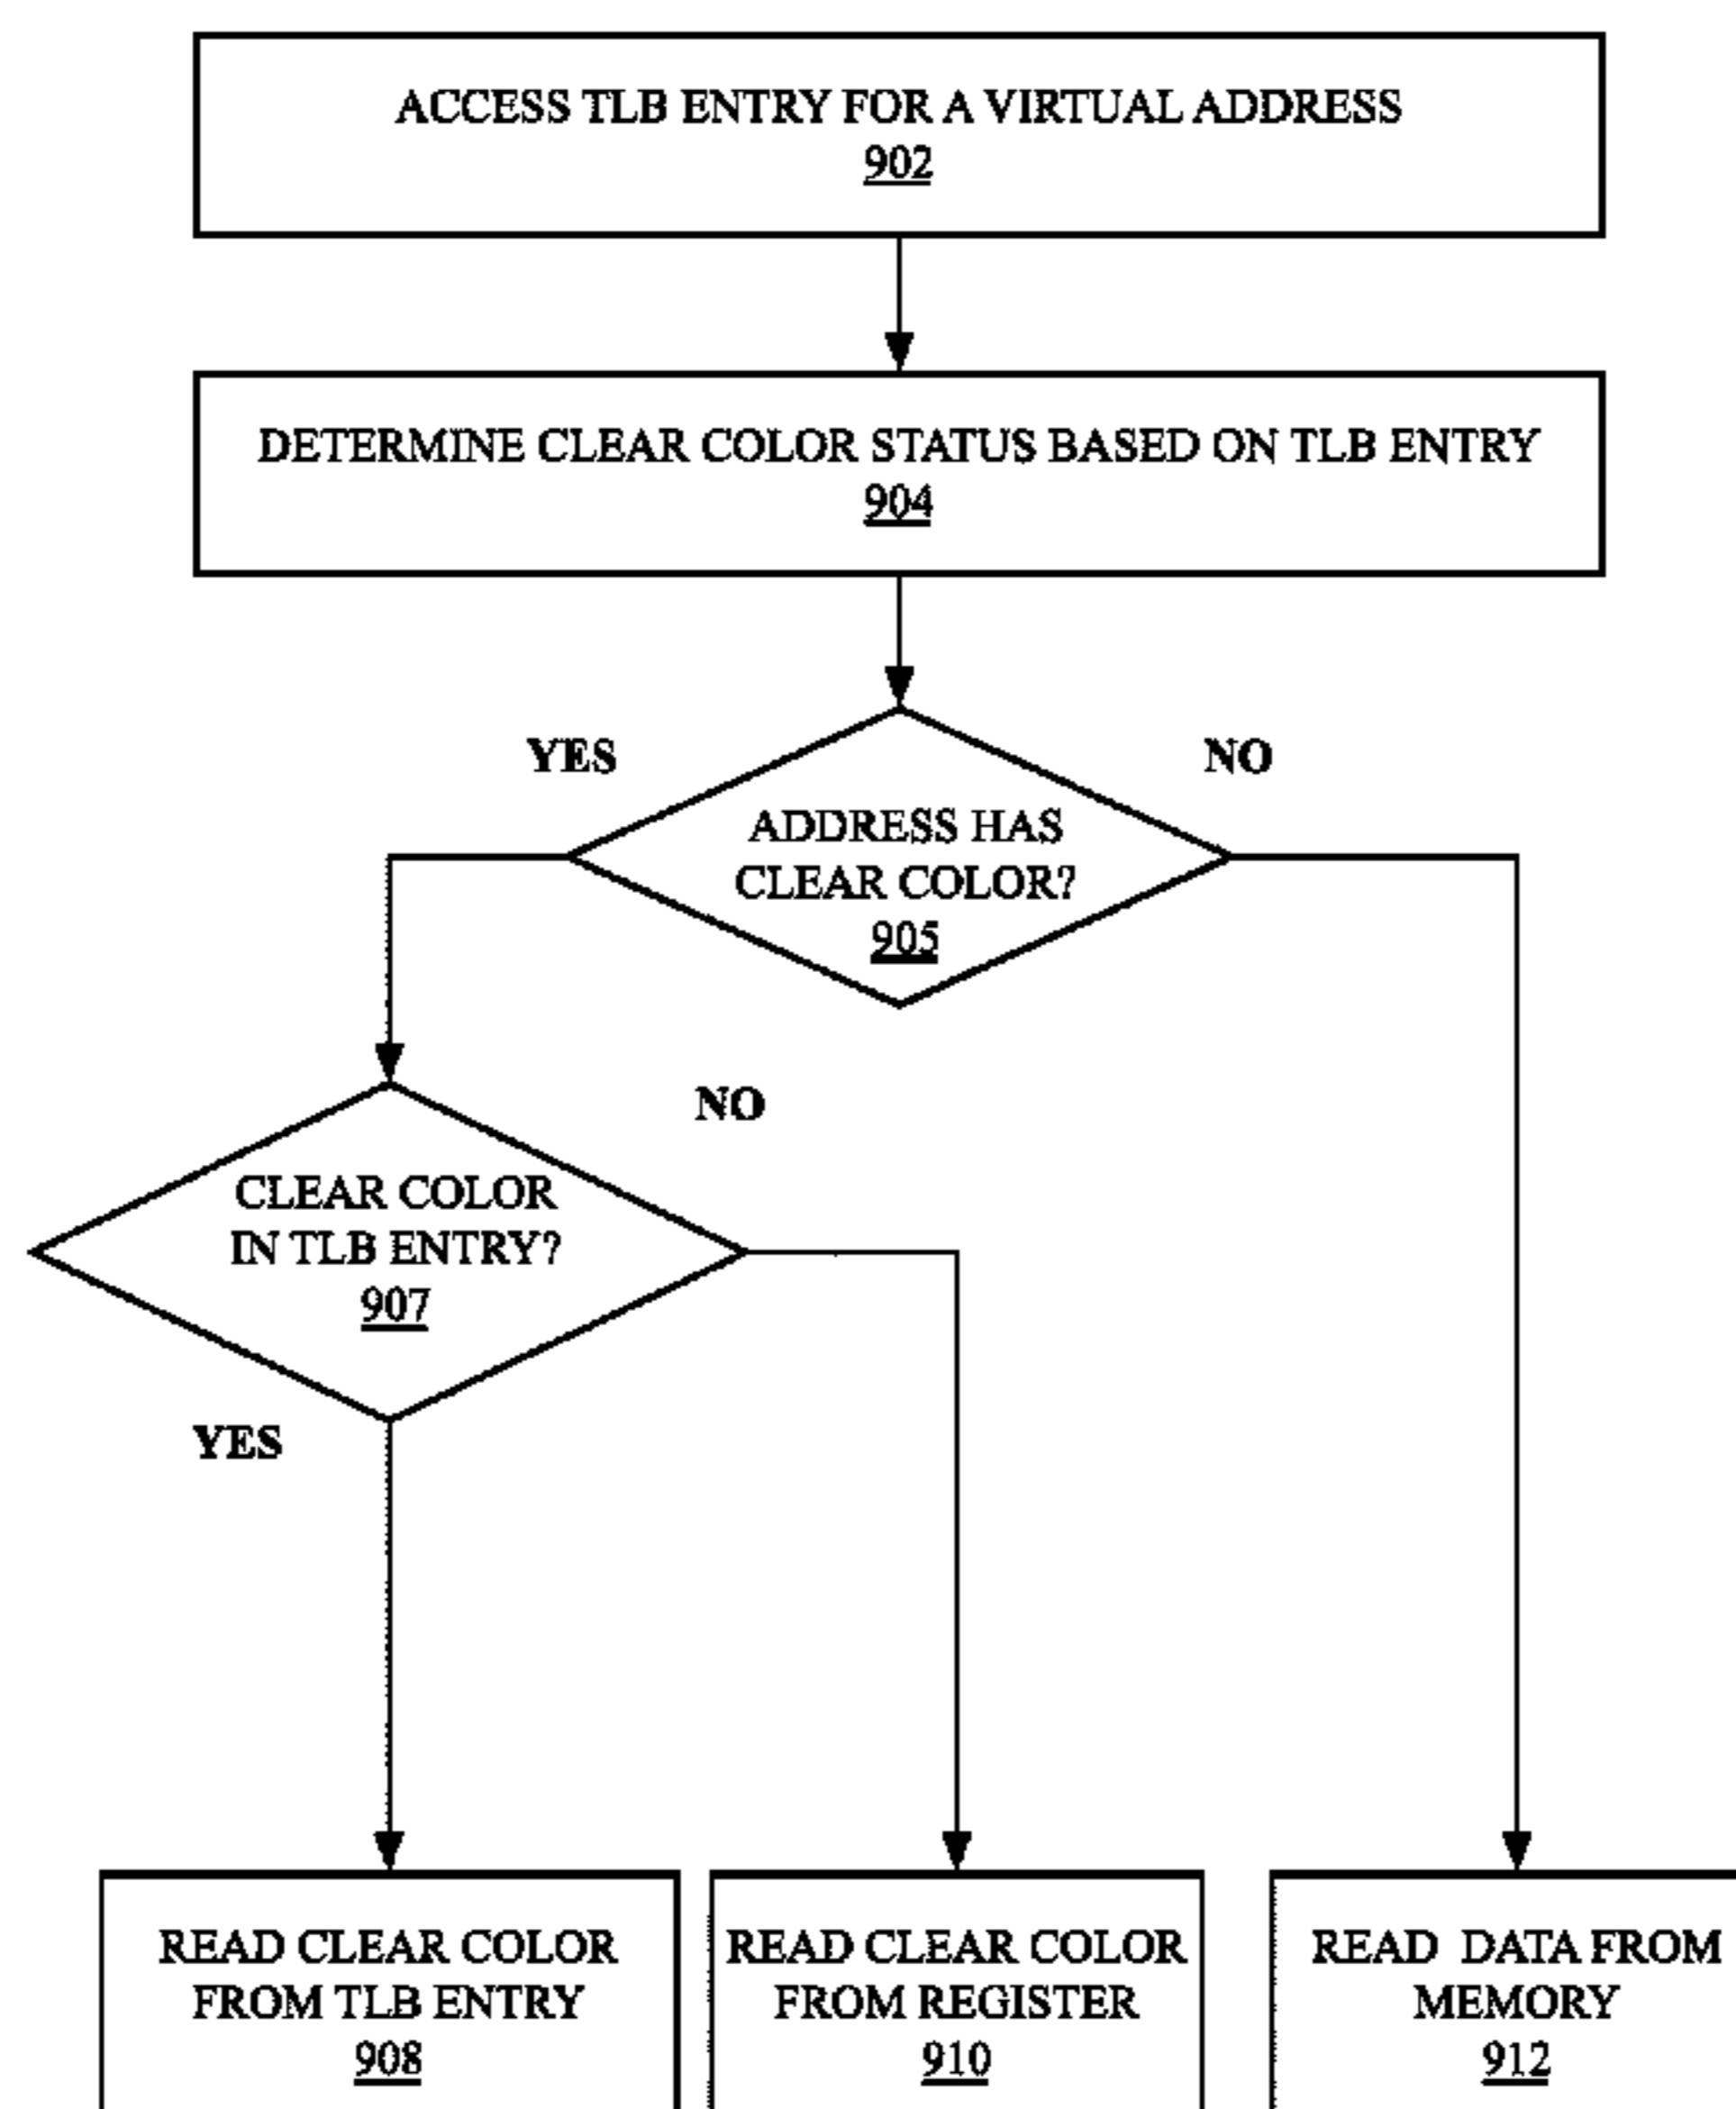 ACCESS TLB ENTRY FOR A VIRTUAL ADDRESS
902
DETERMINE CLEAR COLOR STATUS BASED ON TLB ENTRY
904
YES
NO
ADDRESS HAS
CLEAR COLOR?
905
NO
CLEAR COLOR
IN TLB ENTRY?
907
YES
READ CLEAR COLOR
FROM TLB ENTRY
908
READ CLEAR COLOR
FROM REGISTER
910
READ DATA FROM
MEMORY
912